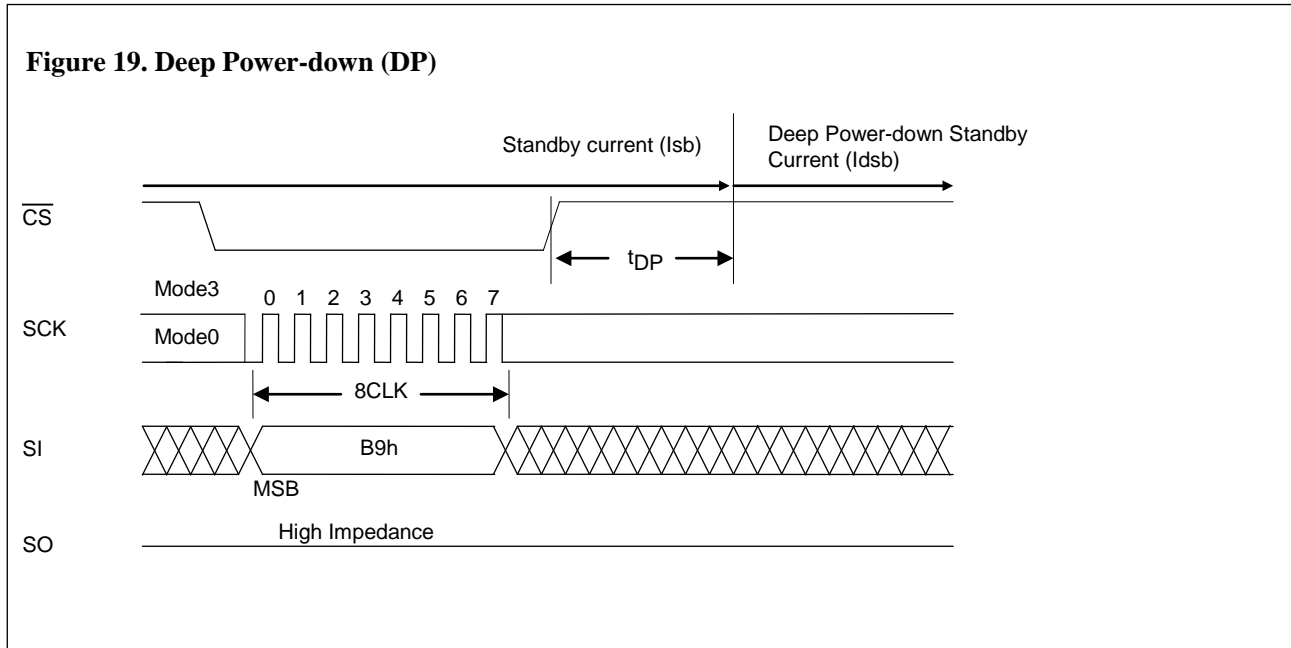 Figure 19. Deep Power-down (DP)
Standby current (Isb)
Deep Power-down Standby
Current (Idsb)
CS
tDP
Mode3
0 1 2 3 4 5 6 7
SCK
Mode0
8CLK
SI
B9h
MSB
High Impedance
SO